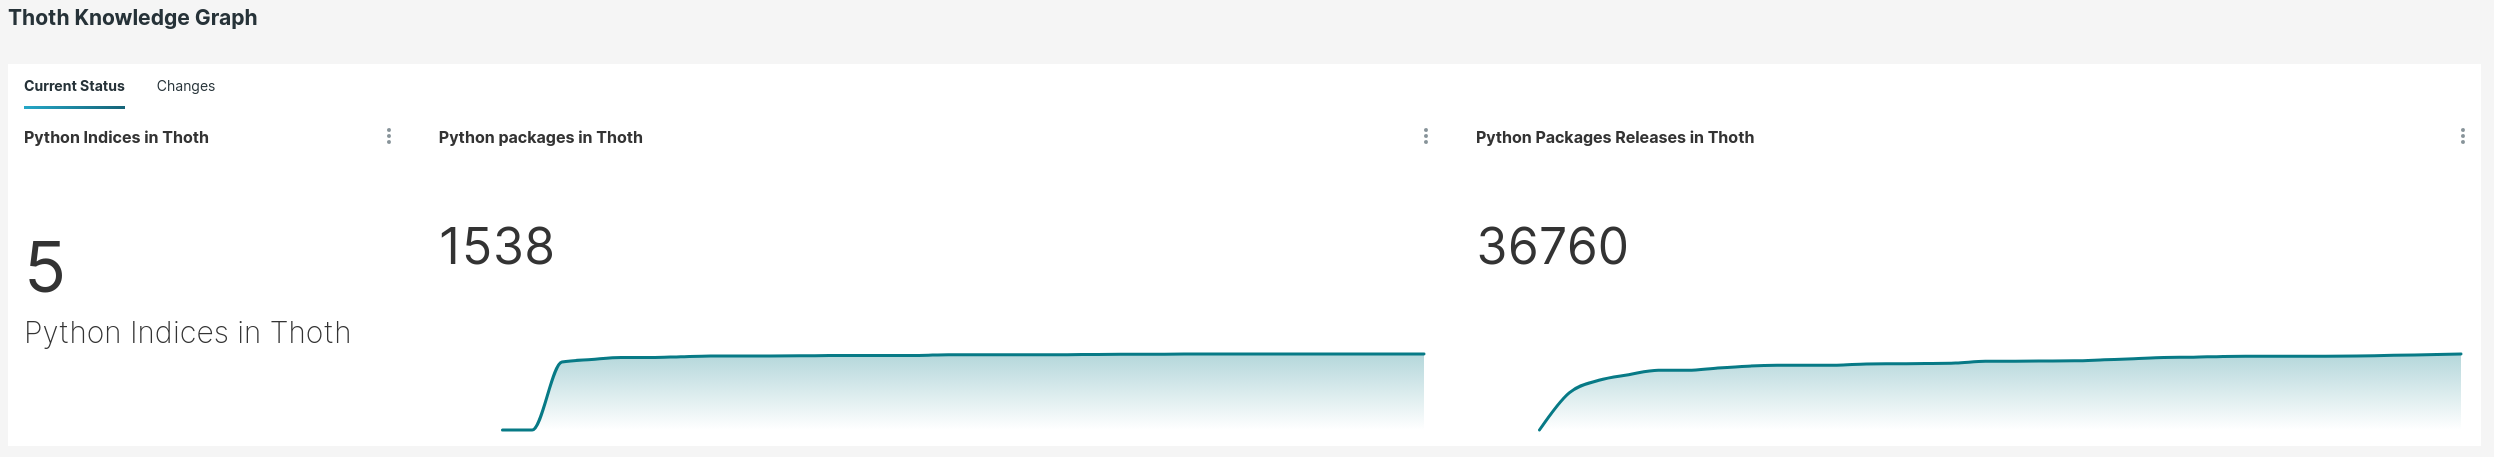 Thoth Knowledge Graph
Current Status
Changes
Python Indices in Thoth
5
Python Indices in Thoth
Python packages in Thoth
1538
Python Packages Releases in Thoth
36760